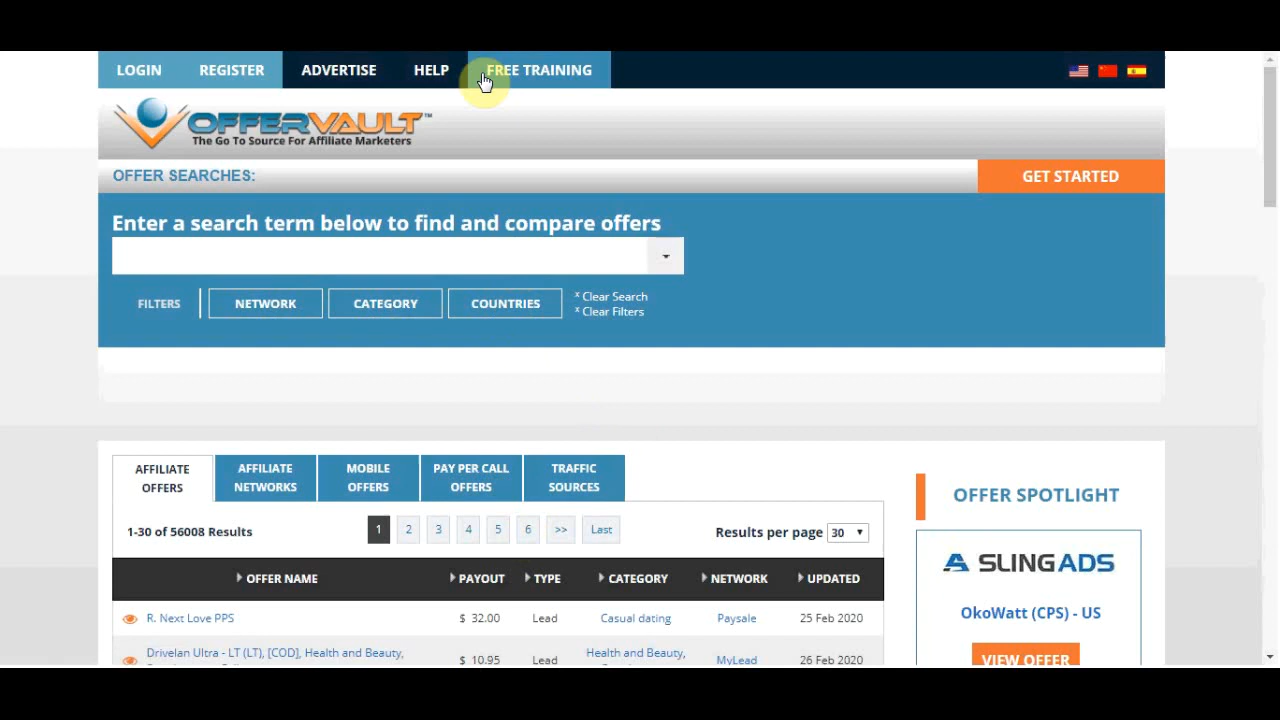 LOGIN REGISTER ADVERTISE HELP FREE TRAINING
OFFERVAULT™
The Go To Source For Affiliate Marketers
OFFER SEARCHES: GET STARTED
Enter a search term below to find and compare offers
FILTERS NETWORK CATEGORY COUNTRIES
x Clear Search
x Clear Filters
AFFILIATE OFFERS
AFFILIATE NETWORKS
MOBILE OFFERS
PAY PER CALL OFFERS
TRAFFIC SOURCES
OFFER SPOTLIGHT
1-30 of 56008 Results 1 2 3 4 5 6 >> Last Results per page 30
SLINGADS
OFFER NAME PAYOUT TYPE CATEGORY NETWORK UPDATED
OkoWatt (CPS) - US
R. Next Love PPS $ 32.00 Lead Casual dating Paysale 25 Feb 2020
Drivelan Ultra - LT (LT), [COD], Health and Beauty, $ 10.95 Lead Health and Beauty, MyLead 26 Feb 2020
VIEW OFFER